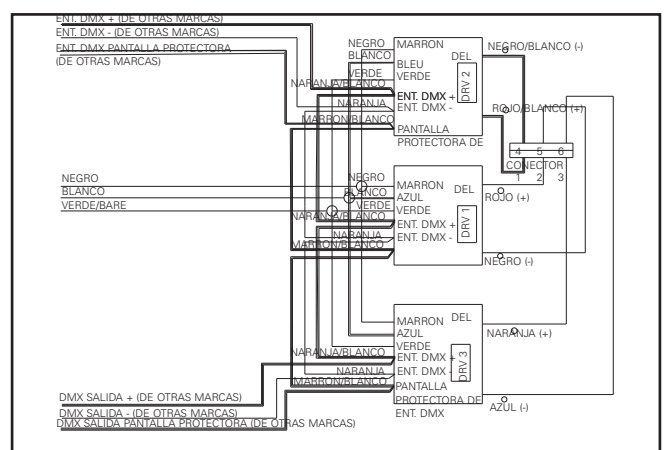 ENT. DMX + (DE OTRAS MARCAS)
ENT. DMX - (DE OTRAS MARCAS)
ENT. DMX PANTALLA PROTECTORA
(DE OTRAS MARCAS)
NEGRO
BLANCO
VERDE
NARANJA/BLANCO
NARANJA
MARRON/BLANCO
MARRON
DEL
BLEU
VERDE
DRV 2
ENT. DMX +
ENT. DMX -
PANTALLA
PROTECTORA DE
NEGRO/BLANCO (-)
ROJO/BLANCO (+)
4 5 6
CONECTOR
1 2 3
NEGRO
BLANCO
VERDE/BARE
NEGRO
BLANCO
VERDE
NARANJA/BLANCO
NARANJA
MARRON/BLANCO
MARRON
DEL
AZUL
VERDE
DRV 1
ENT. DMX +
ENT. DMX -
ROJO (+)
NEGRO (-)
MARRON
DEL
AZUL
VERDE
NARANJA/BLANCO
ENT. DMX +
NARANJA
ENT. DMX -
DRV 3
MARRON/BLANCO
PANTALLA
PROTECTORA DE
ENT. DMX
NARANJA (+)
AZUL (-)
DMX SALIDA + (DE OTRAS MARCAS)
DMX SALIDA - (DE OTRAS MARCAS)
DMX SALIDA PANTALLA PROTECTORA (DE OTRAS MARCAS)